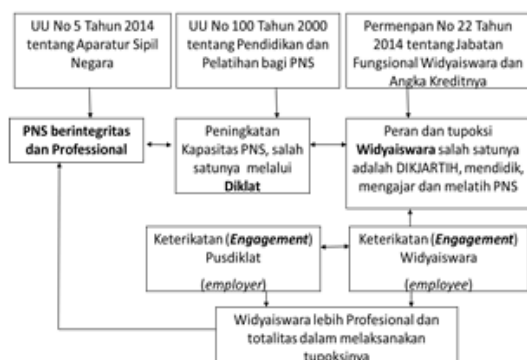 UU No 5 Tahun 2014
tentang Aparatur Sipil
Negara
UU No 100 Tahun 2000
tentang Pendidikan dan
Pelatihan bagi PNS
Permenpan No 22 Tahun
2014 tentang Jabatan
Fungsional Widyaiswara dan
Angka Kreditnya
PNS berintegritas
dan Professional
Peningkatan
Kapasitas PNS, salah
satunya melalui
Diklat
Peran dan tupoksi
Widyaiswara salah satunya
adalah DIKJARTIH, mendidik,
mengajar dan melatih PNS
Keterikatan (Engagement)
Pusdiklat
(employer)
Keterikatan (Engagement)
Widyaiswara
(employee)
Widyaiswara lebih Profesional dan
totalitas dalam melaksanakan
tupoksinya